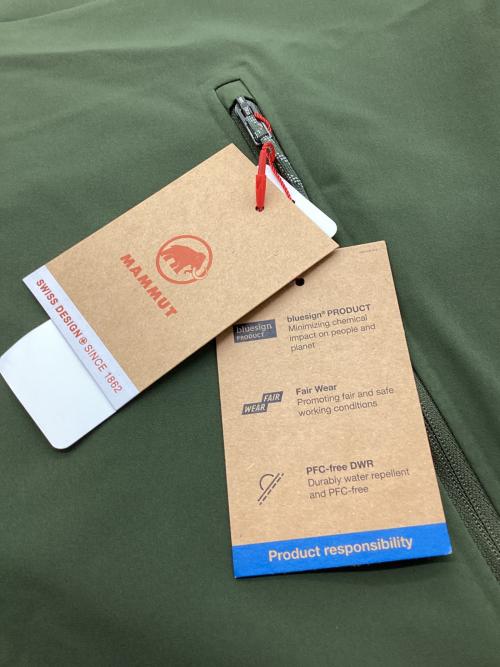 MAMMUT
SWISS DESIGN⊕ SINCE 1862
bluesign
PRODUCT
bluesign® PRODUCT
Minimizing chemical
impact on people and
planet
FAIR
WEAR
Fair Wear
Promoting fair and safe
working conditions
PFC-free DWR
Durably water repellent
and PFC-free
Product responsibility